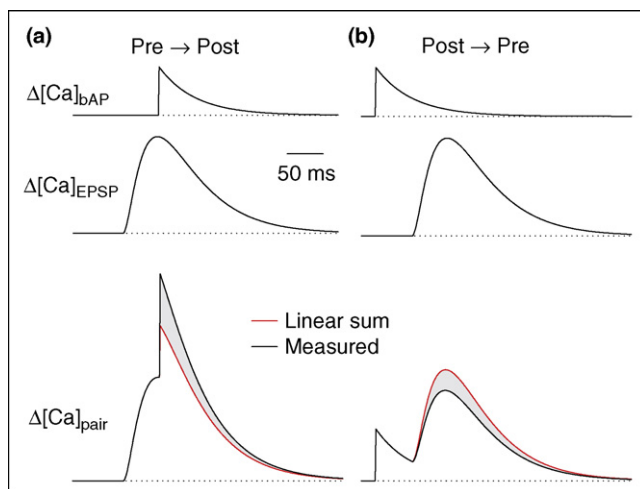 (a)
Pre → Post
(b)
Post → Pre
Δ[Ca]bAP
50 ms
Δ[Ca]EPSP
Linear sum
Measured
Δ[Ca]pair